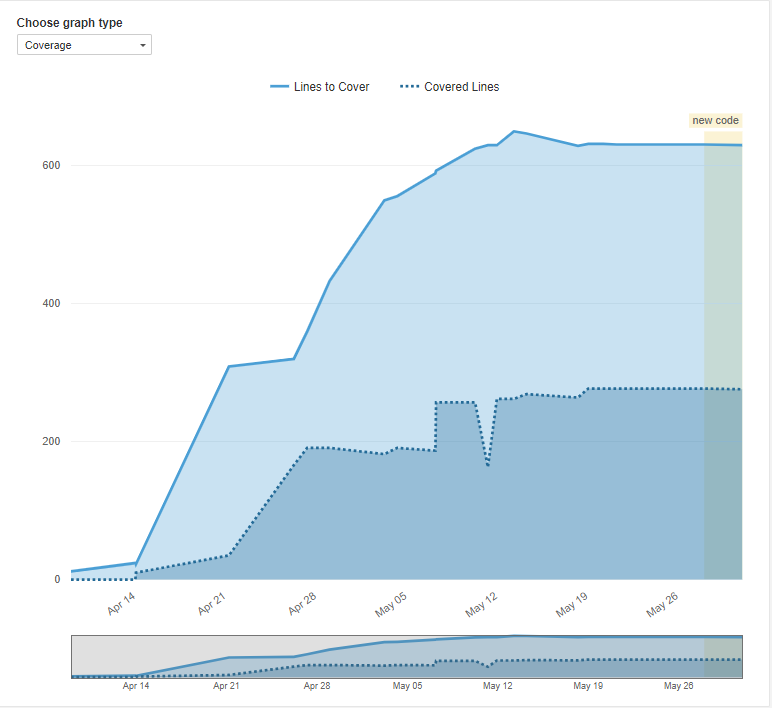 Choose graph type
Coverage
Lines to Cover Covered Lines
new code
600
400
200
0
Apr 14 Apr 21 Apr 28 May 05 May 12 May 19 May 26
Apr 14 Apr 21 Apr 28 May 05 May 12 May 19 May 26